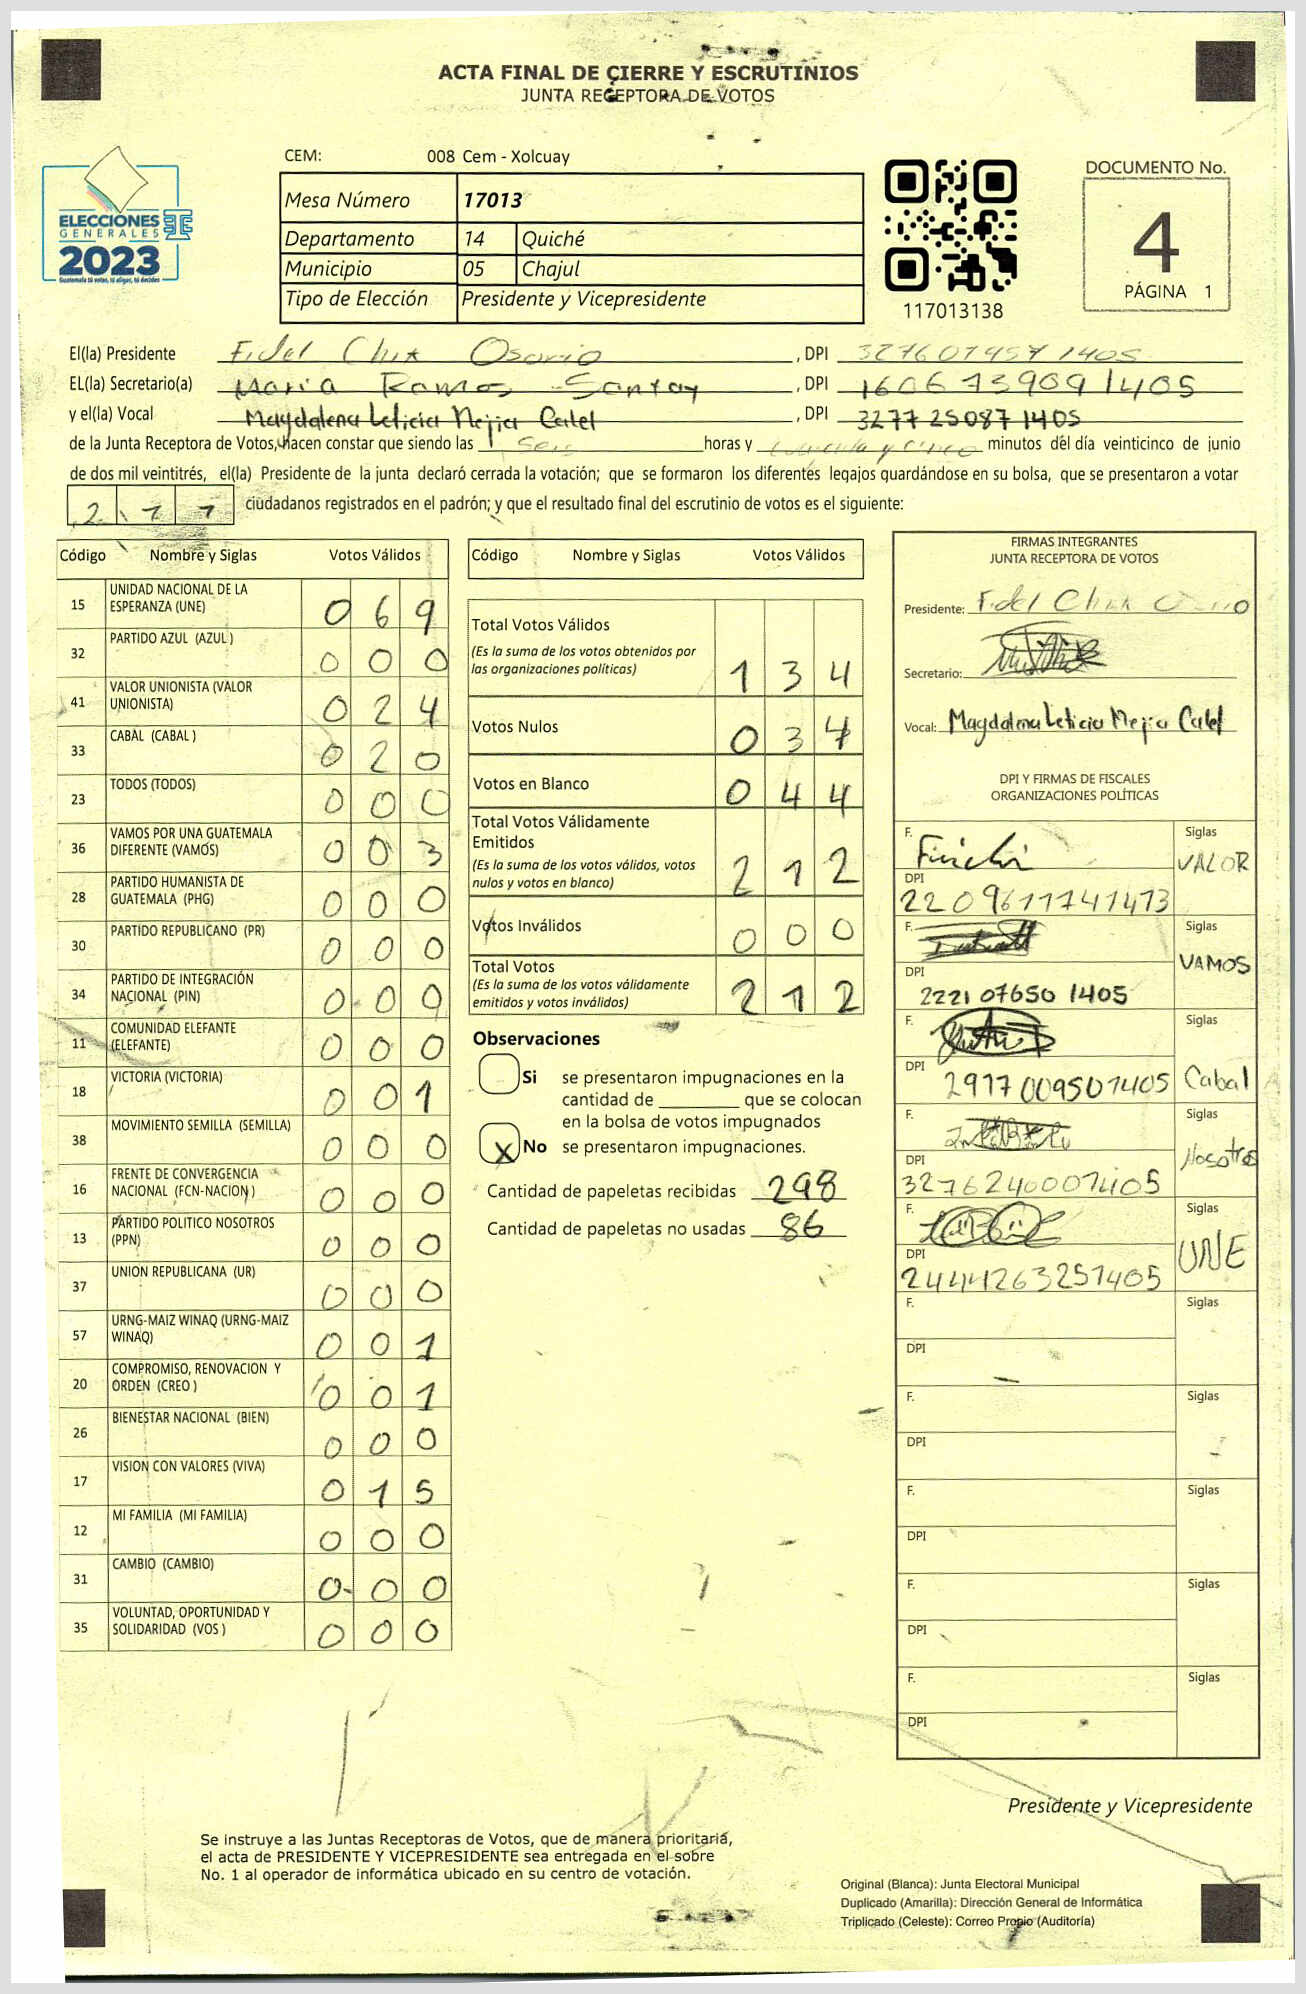 ACTA FINAL DE CIERRE Y ESCRUTINIOS
JUNTA RECEPTORA DE VOTOS
CEM: 008 Cem - Xolcuay
ELECCIONES
GENERALES
2023
Guatemala tú votas, tú eliges, tú decides
Mesa Número 17013
Departamento 14 Quiché
Municipio 05 Chajul
Tipo de Elección Presidente y Vicepresidente
117013138
DOCUMENTO No.
4
PÁGINA 1
El(la) Presidente Fidel Chix Osorio, DPI 327607457 1405
EL(la) Secretario(a) Maria Ramos Santay, DPI 1606739091405
y el(la) Vocal Magdalena Leticia Mejia Catel, DPI 3277 25087 1405
de la Junta Receptora de Votos, hacen constar que siendo las seis horas y cinco minutos del día veinticinco de junio
de dos mil veintitrés, el(la) Presidente de la junta declaró cerrada la votación; que se formaron los diferentes legajos guardándose en su bolsa, que se presentaron a votar
2 ciudadanos registrados en el padrón; y que el resultado final del escrutinio de votos es el siguiente:
Código Nombre y Siglas Votos Válidos
15 UNIDAD NACIONAL DE LA ESPERANZA (UNE) 0 6 9
32 PARTIDO AZUL (AZUL ) 0 0 0
41 VALOR UNIONISTA (VALOR UNIONISTA) 0 2 4
33 CABAL (CABAL ) 0 2 0
23 TODOS (TODOS) 0 0 0
36 VAMOS POR UNA GUATEMALA DIFERENTE (VAMOS) 0 0 3
28 PARTIDO HUMANISTA DE GUATEMALA (PHG) 0 0 0
30 PARTIDO REPUBLICANO (PR) 0 0 0
34 PARTIDO DE INTEGRACIÓN NACIONAL (PIN) 0 0 0
11 COMUNIDAD ELEFANTE (ELEFANTE) 0 0 0
18 VICTORIA (VICTORIA) 0 0 1
38 MOVIMIENTO SEMILLA (SEMILLA) 0 0 0
16 FRENTE DE CONVERGENCIA NACIONAL (FCN-NACION ) 0 0 0
13 PARTIDO POLITICO NOSOTROS (PPN) 0 0 0
37 UNION REPUBLICANA (UR) 0 0 0
57 URNG-MAIZ WINAQ (URNG-MAIZ WINAQ) 0 0 1
20 COMPROMISO, RENOVACION Y ORDEN (CREO ) 0 0 1
26 BIENESTAR NACIONAL (BIEN) 0 0 0
17 VISION CON VALORES (VIVA) 0 1 5
12 MI FAMILIA (MI FAMILIA) 0 0 0
31 CAMBIO (CAMBIO) 0 0 0
35 VOLUNTAD, OPORTUNIDAD Y SOLIDARIDAD (VOS ) 0 0 0
Código Nombre y Siglas Votos Válidos
Total Votos Válidos
(Es la suma de los votos obtenidos por
las organizaciones políticas) 1 3 4
Votos Nulos 0 3 4
Votos en Blanco 0 4 4
Total Votos Válidamente
Emitidos
(Es la suma de los votos válidos, votos
nulos y votos en blanco) 2 1 2
Votos Inválidos 0 0 0
Total Votos
(Es la suma de los votos válidamente
emitidos y votos inválidos) 2 1 2
Observaciones
Si se presentaron impugnaciones en la
cantidad de ________ que se colocan
en la bolsa de votos impugnados
X No se presentaron impugnaciones.
Cantidad de papeletas recibidas 298
Cantidad de papeletas no usadas 86
FIRMAS INTEGRANTES
JUNTA RECEPTORA DE VOTOS
Presidente: Fidel Chix Osorio
Secretario:
Vocal: Magdalena Leticia Mejia Catel
DPI Y FIRMAS DE FISCALES
ORGANIZACIONES POLÍTICAS
F. Siglas
VALOR
DPI
2209611741413
F. Siglas
VAMOS
DPI
2221 07650 1405
F. Siglas
DPI
2917 009501405 Cabal
F. Siglas
Nosotros
DPI
3276240001405
F. Siglas
UNE
DPI
2444263251405
F. Siglas
DPI
F. Siglas
DPI
F. Siglas
DPI
F. Siglas
DPI
F. Siglas
DPI
Presidente y Vicepresidente
Se instruye a las Juntas Receptoras de Votos, que de manera prioritaria,
el acta de PRESIDENTE Y VICEPRESIDENTE sea entregada en el sobre
No. 1 al operador de informática ubicado en su centro de votación.
Original (Blanca): Junta Electoral Municipal
Duplicado (Amarilla): Dirección General de Informática
Triplicado (Celeste): Correo Propio (Auditoría)